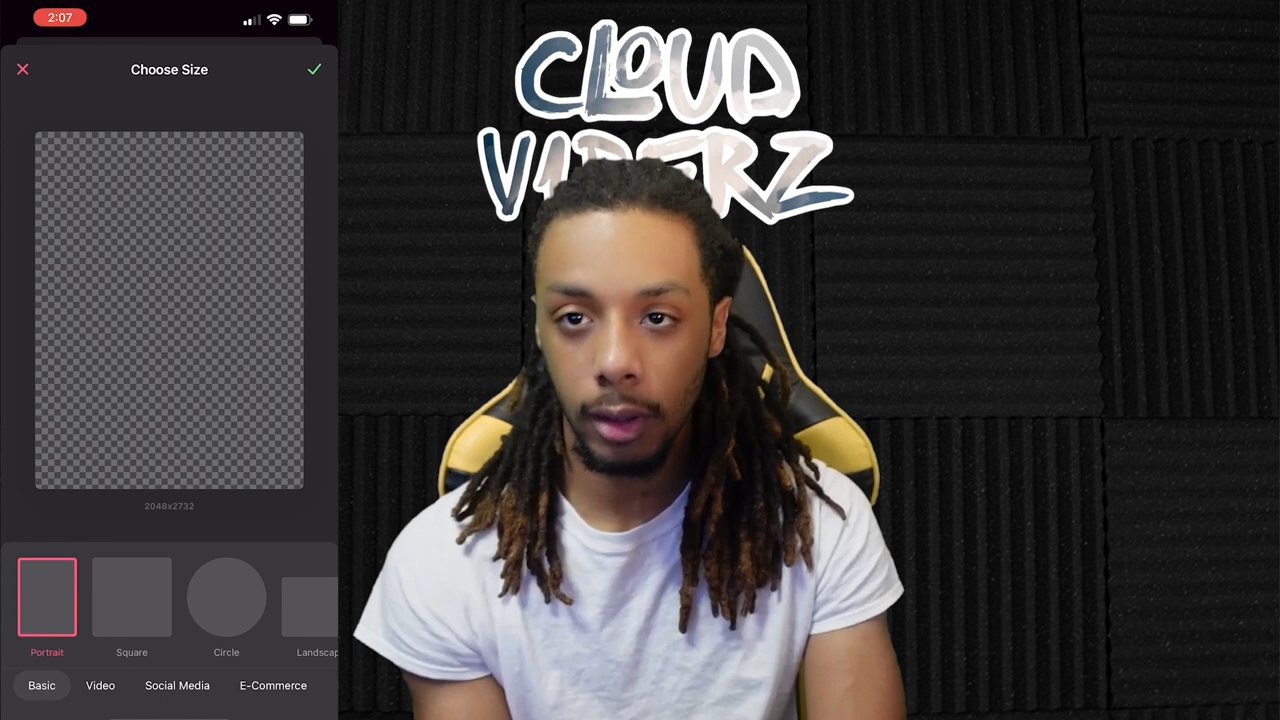 2:07
Choose Size
2048x2732
Portrait
Square
Circle
Landscap
Basic
Video
Social Media
E-Commerce
CLOUD